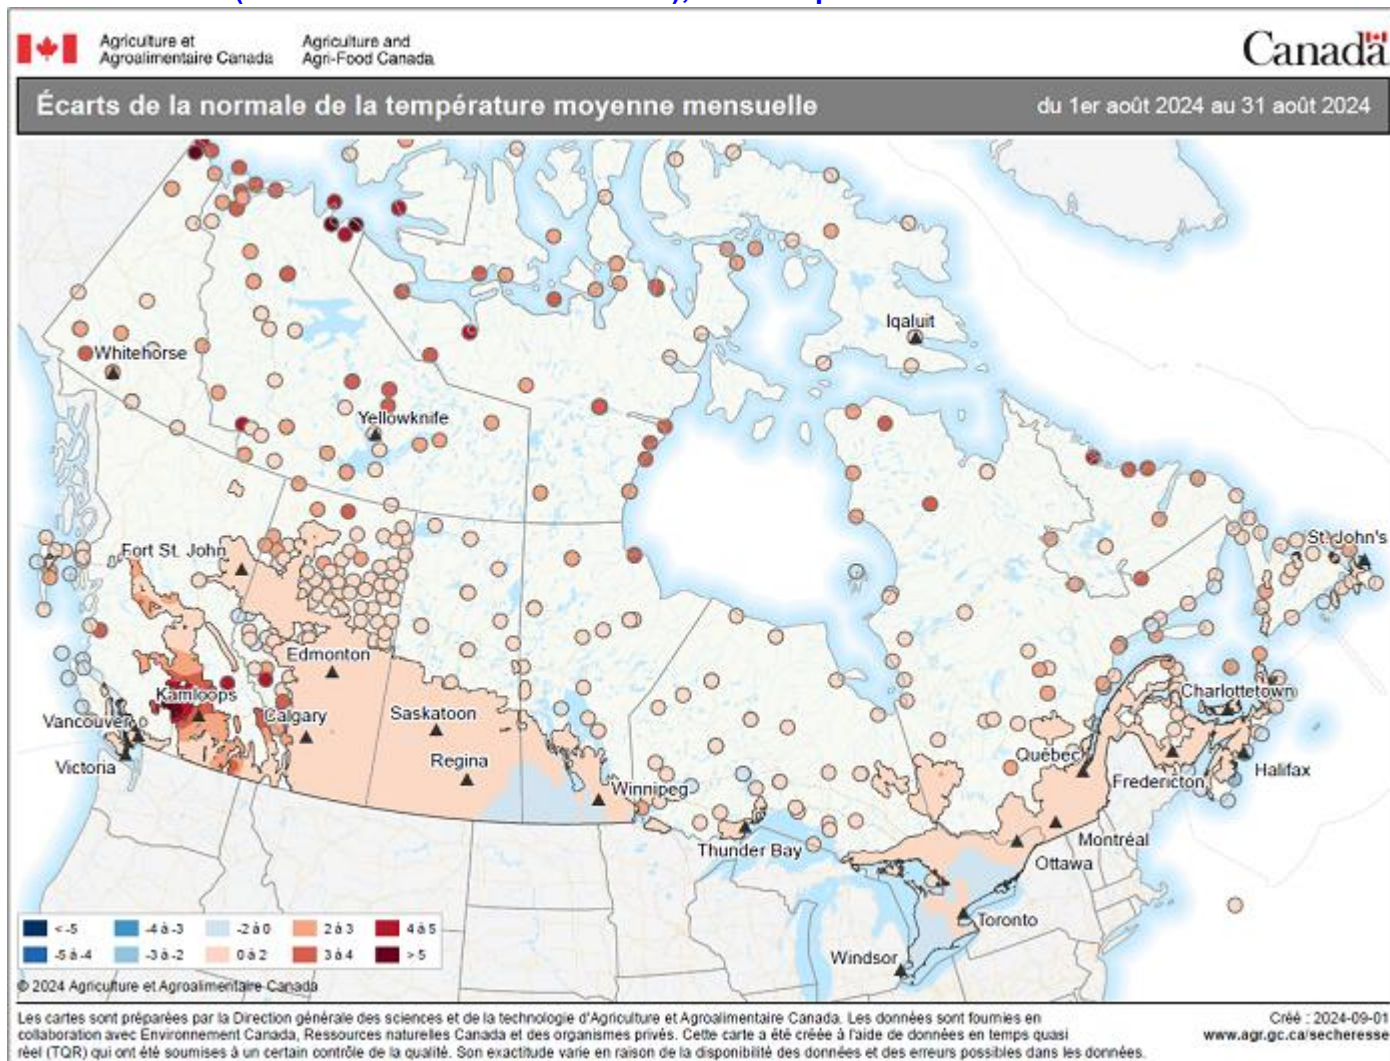 Agriculture et
Agroalimentaire Canada
Agriculture and
Agri-Food Canada
Canada
Écarts de la normale de la température moyenne mensuelle
du 1er août 2024 au 31 août 2024
Iqaluit
Whitehorse
Yellowknife
Fort St. John
St. John's
Edmonton
Kamloops
Charlottetown
Vancouver
Calgary
Saskatoon
Québec
Victoria
Regina
Halifax
Winnipeg
Fredericton
Thunder Bay
Montréal
Ottawa
Toronto
Windsor
< -5
-4 à -3
-2 à 0
2 à 3
4 à 5
-5 à -4
-3 à -2
0 à 2
3 à 4
> 5
© 2024 Agriculture et Agroalimentaire Canada
Les cartes sont préparées par la Direction générale des sciences et de la technologie d'Agriculture et Agroalimentaire Canada. Les données sont fournies en
collaboration avec Environnement Canada, Ressources naturelles Canada et des organismes privés. Cette carte a été créée à l'aide de données en temps quasi
réel (TQR) qui ont été soumises à un certain contrôle de la qualité. Son exactitude varie en raison de la disponibilité des données et des erreurs possibles dans les données.
Créé : 2024-09-01
www.agr.gc.ca/secheresse